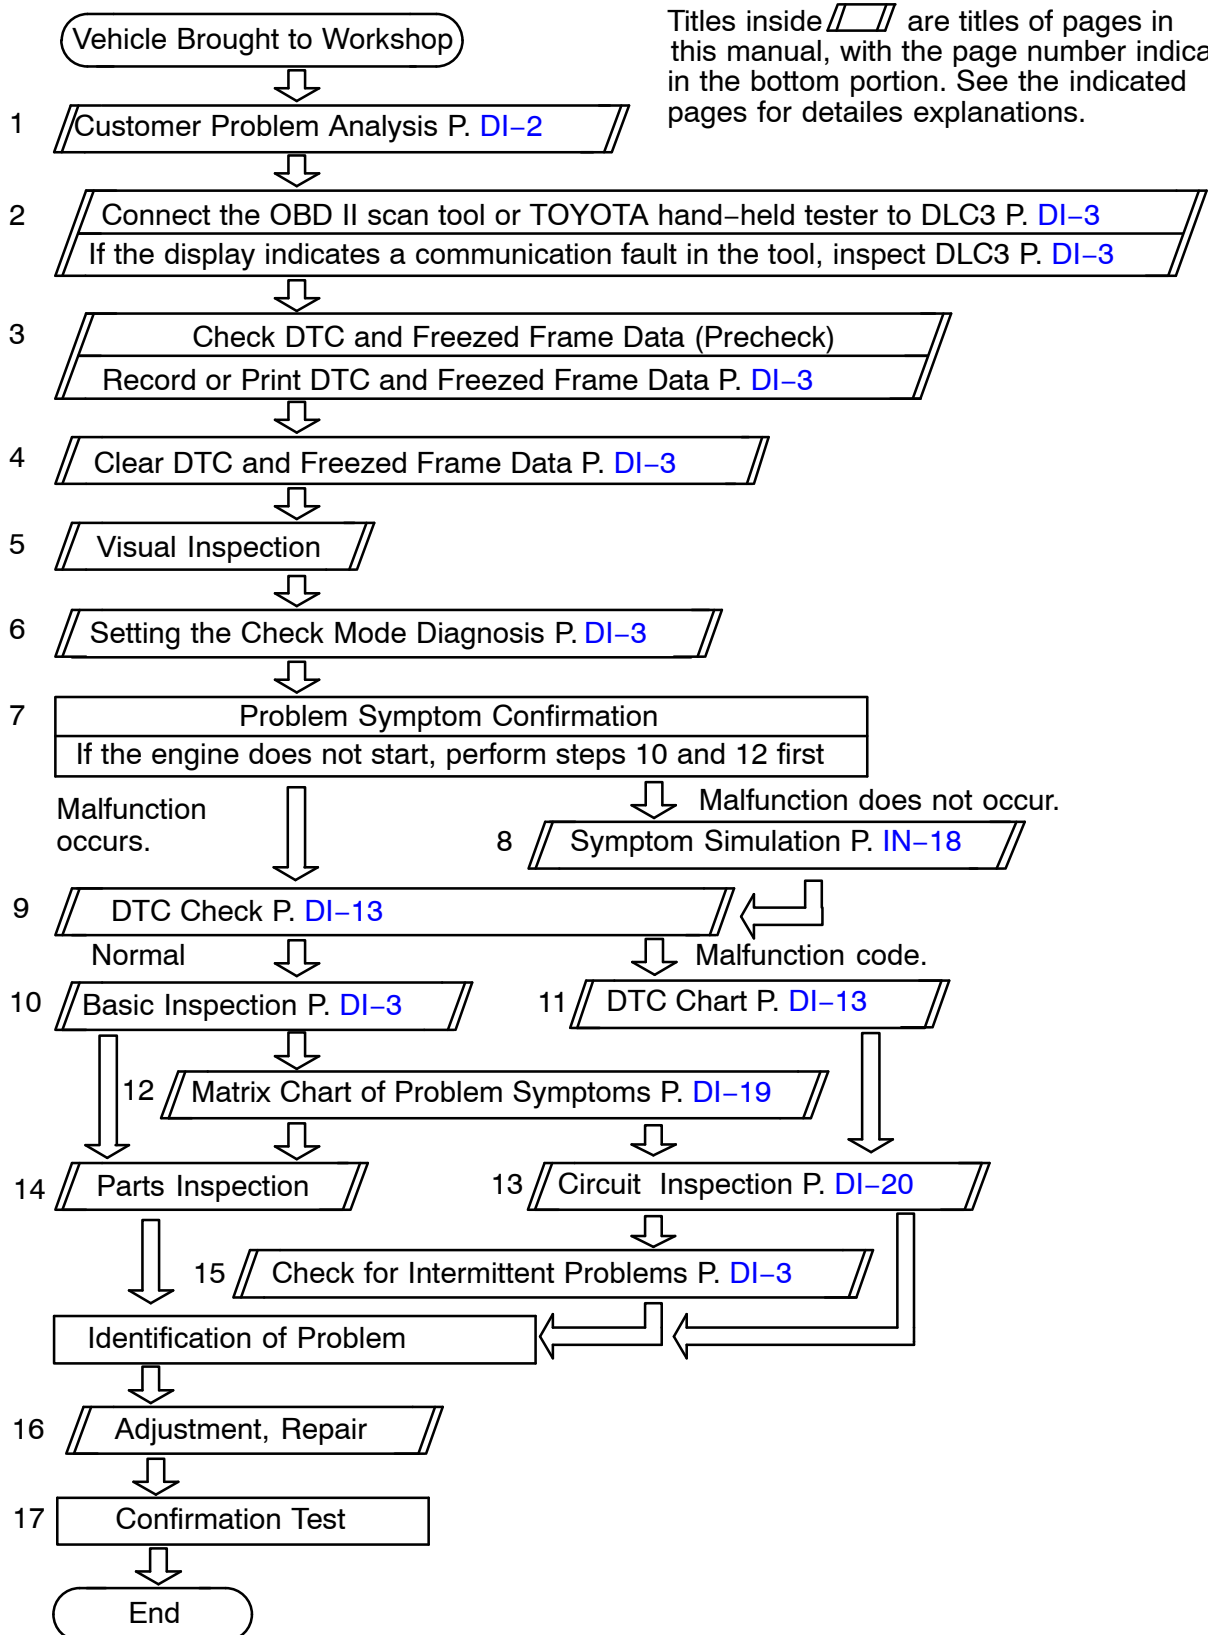 Vehicle Brought to Workshop
Titles inside are titles of pages in
this manual, with the page number indica
in the bottom portion. See the indicated
pages for detailes explanations.
1 Customer Problem Analysis P. DI–2
2 Connect the OBD II scan tool or TOYOTA hand–held tester to DLC3 P. DI–3
If the display indicates a communication fault in the tool, inspect DLC3 P. DI–3
3 Check DTC and Freezed Frame Data (Precheck)
Record or Print DTC and Freezed Frame Data P. DI–3
4 Clear DTC and Freezed Frame Data P. DI–3
5 Visual Inspection
6 Setting the Check Mode Diagnosis P. DI–3
7 Problem Symptom Confirmation
If the engine does not start, perform steps 10 and 12 first
Malfunction
occurs.
Malfunction does not occur.
8 Symptom Simulation P. IN–18
9 DTC Check P. DI–13
Normal
Malfunction code.
10 Basic Inspection P. DI–3
11 DTC Chart P. DI–13
12 Matrix Chart of Problem Symptoms P. DI–19
14 Parts Inspection
13 Circuit Inspection P. DI–20
15 Check for Intermittent Problems P. DI–3
Identification of Problem
16 Adjustment, Repair
17 Confirmation Test
End